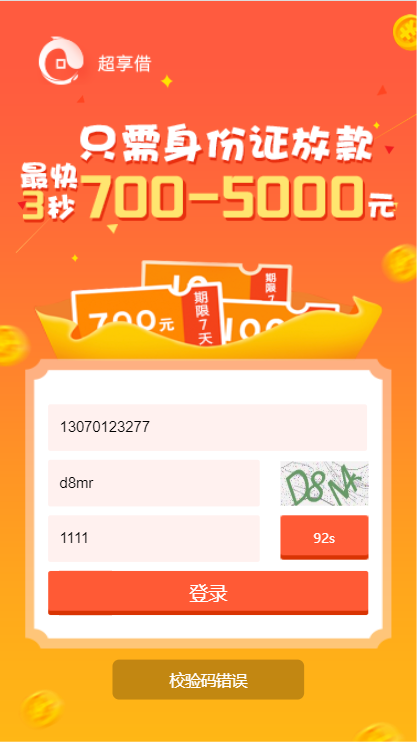 超享借
只需身份证放款
最快
3秒
700-5000元
10
期限7
700元
期限7天
100
13070123277
d8mr
D8M
1111
92s
登录
校验码错误